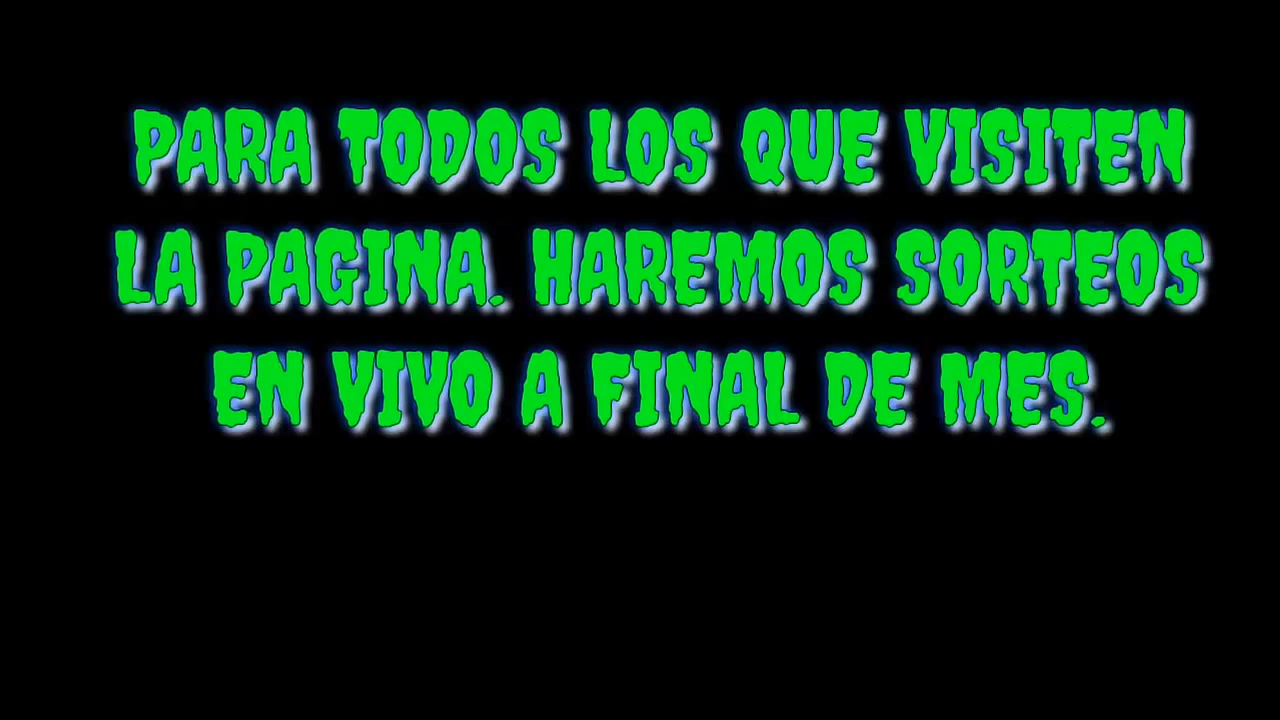 PARA TODOS LOS QUE VISITEN
LA PAGINA. HAREMOS SORTEOS
EN VIVO A FINAL DE MES.